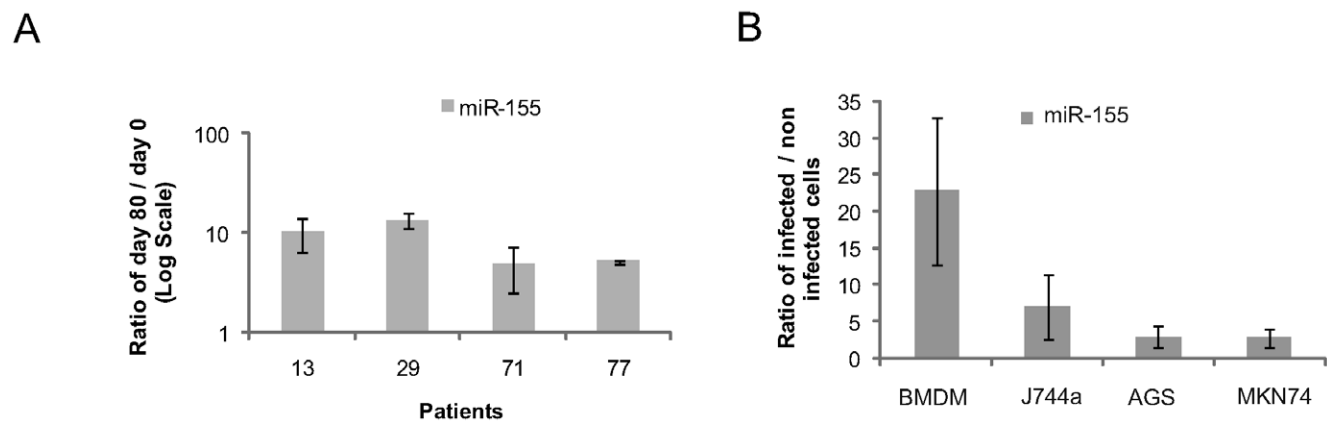 A
miR-155
Ratio of day 80 / day 0
(Log Scale)
100
10
1
13 29 71 77
Patients
B
miR-155
Ratio of infected / non
infected cells
35
30
25
20
15
10
5
0
BMDM J744a AGS MKN74